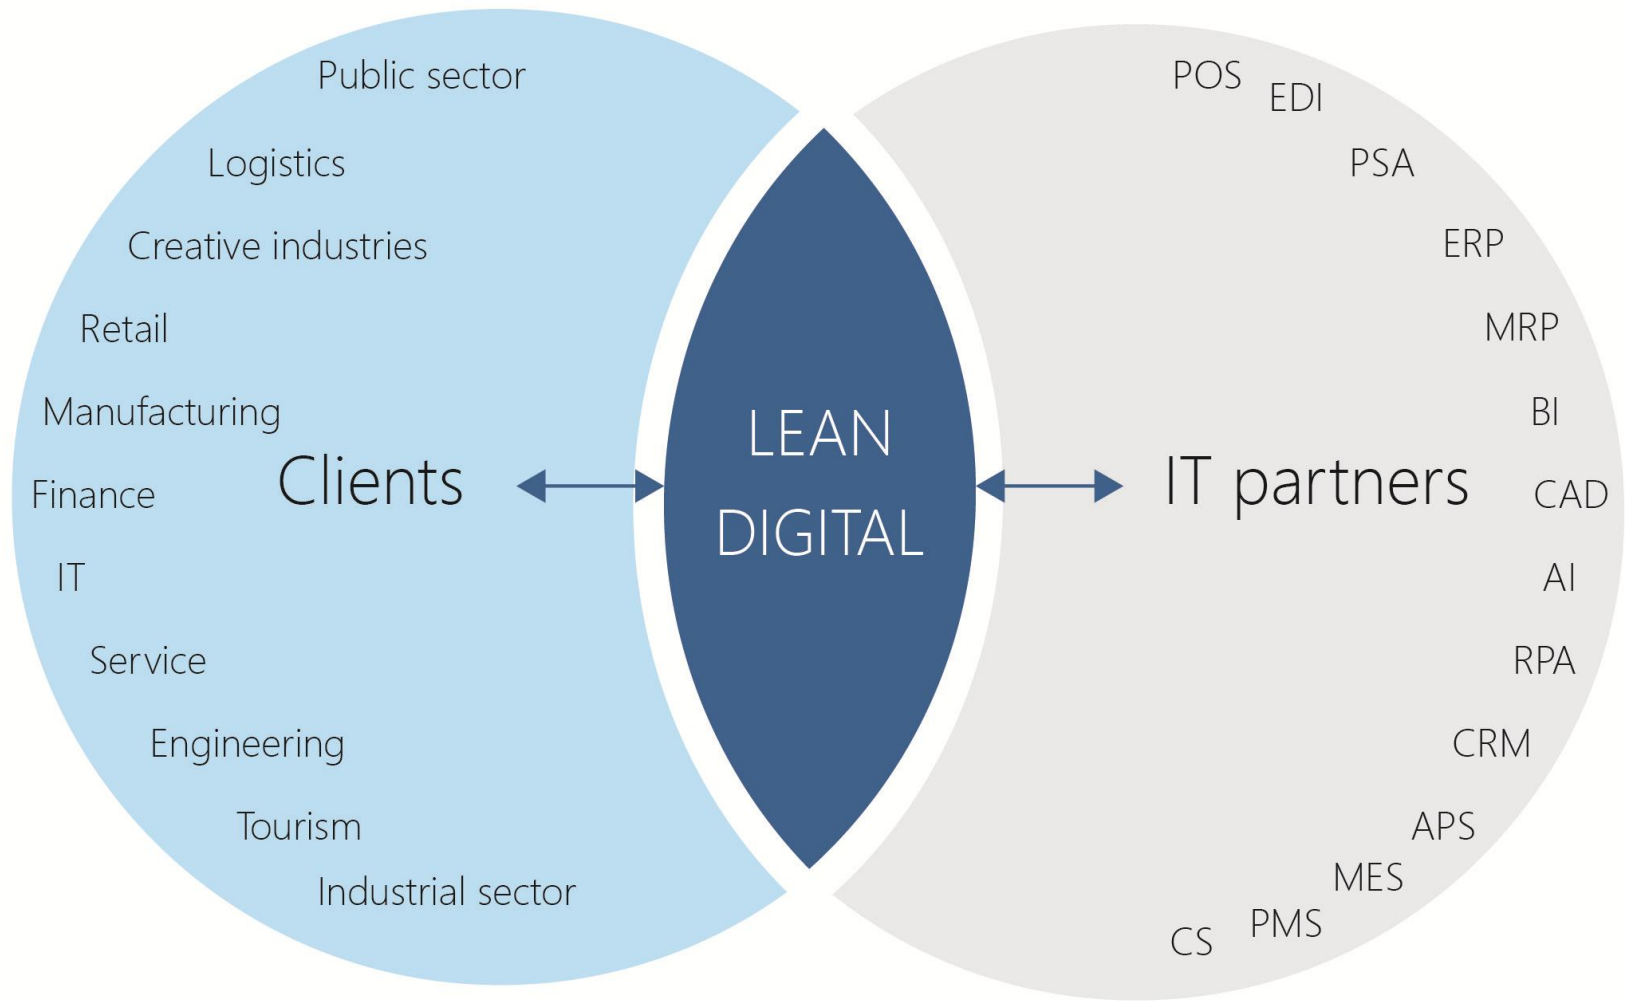 Public sector
Logistics
Creative industries
Retail
Manufacturing
Clients
Finance
IT
Service
Engineering
Tourism
Industrial sector
LEAN
DIGITAL
IT partners
POS
EDI
PSA
ERP
MRP
BI
CAD
AI
RPA
CRM
APS
MES
PMS
CS